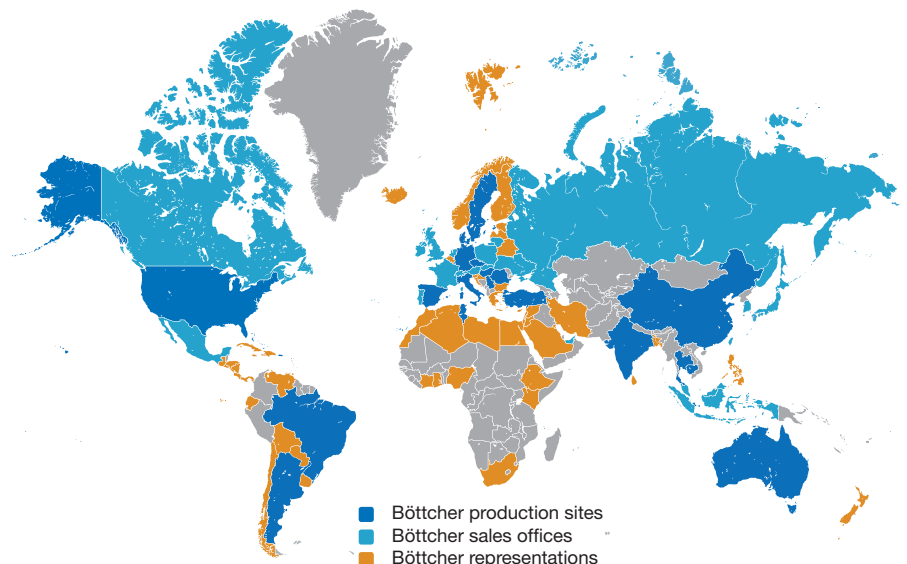 Böttcher production sites
Böttcher sales offices
Böttcher representations